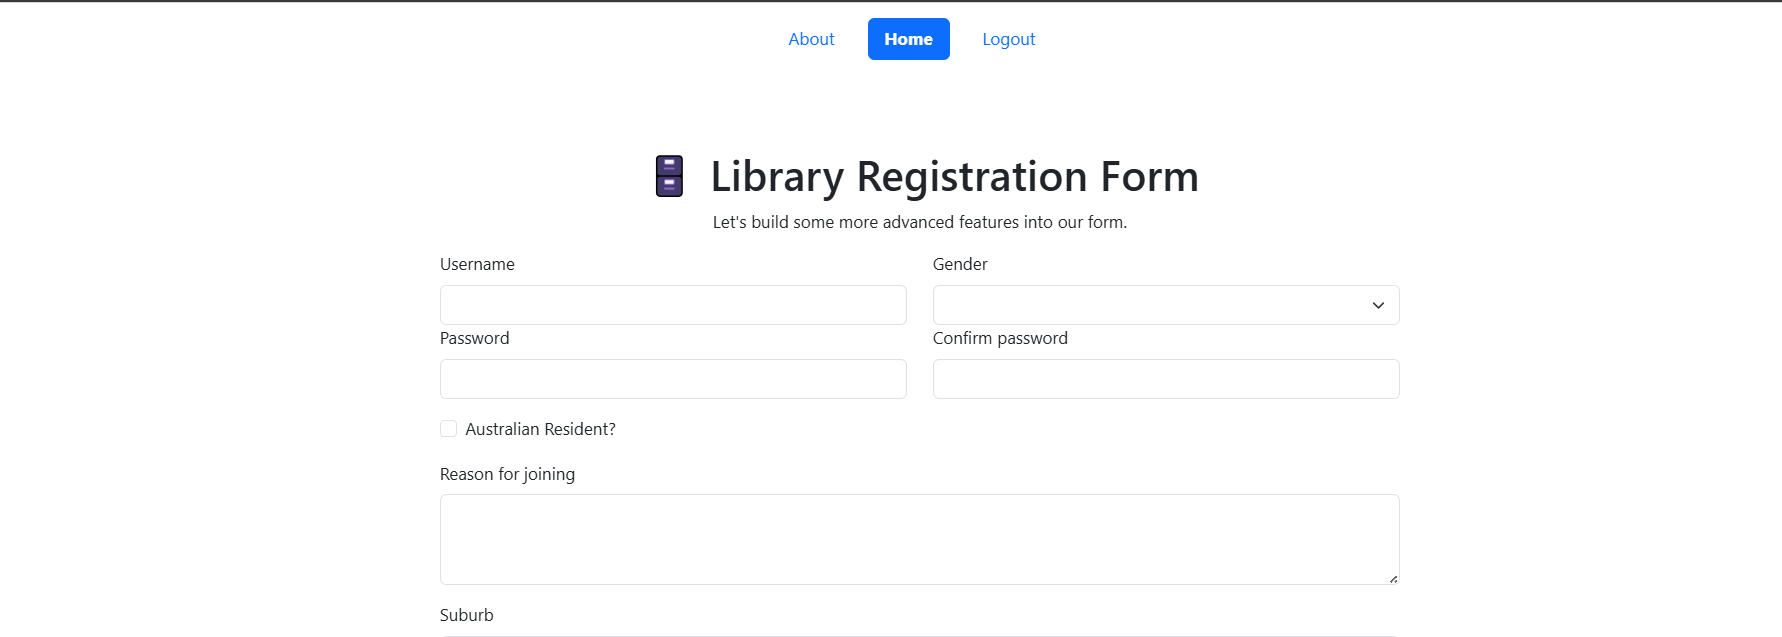 About Home Logout
🗄️ Library Registration Form
Let's build some more advanced features into our form.
Username Gender
Password Confirm password
Australian Resident?
Reason for joining
Suburb